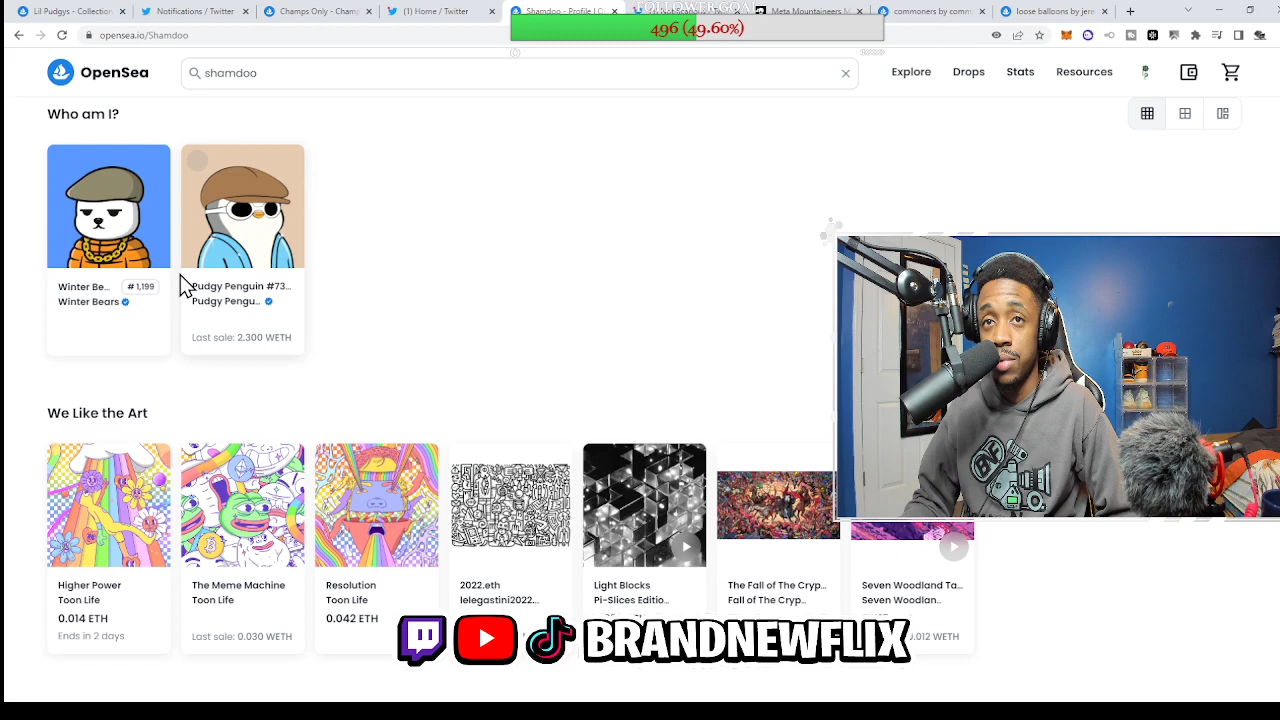 Lil Pudgys - Collection
Notifications / Twitter
Champs Only - Champ
(1) Home / Twitter
Shamdoo - Profile | O
Meta Mountaineers N
commoners by comm
loose balloons by jerem
FOLLOWER GOAL
496 (49.60%)
opensea.io/Shamdoo
OpenSea
shamdoo
Explore
Drops
Stats
Resources
Who am I?
Winter Be...
# 1,199
Winter Bears
Pudgy Penguin #73...
Pudgy Pengu...
Last sale: 2.300 WETH
We Like the Art
Higher Power
Toon Life
0.014 ETH
Ends in 2 days
The Meme Machine
Toon Life
Last sale: 0.030 WETH
Resolution
Toon Life
0.042 ETH
2022.eth
lelegastini2022...
Light Blocks
Pi-Slices Editio...
The Fall of The Cryp...
Fall of The Cryp...
Seven Woodland Ta...
Seven Woodlan...
0.012 WETH
BRANDNEWFLIX